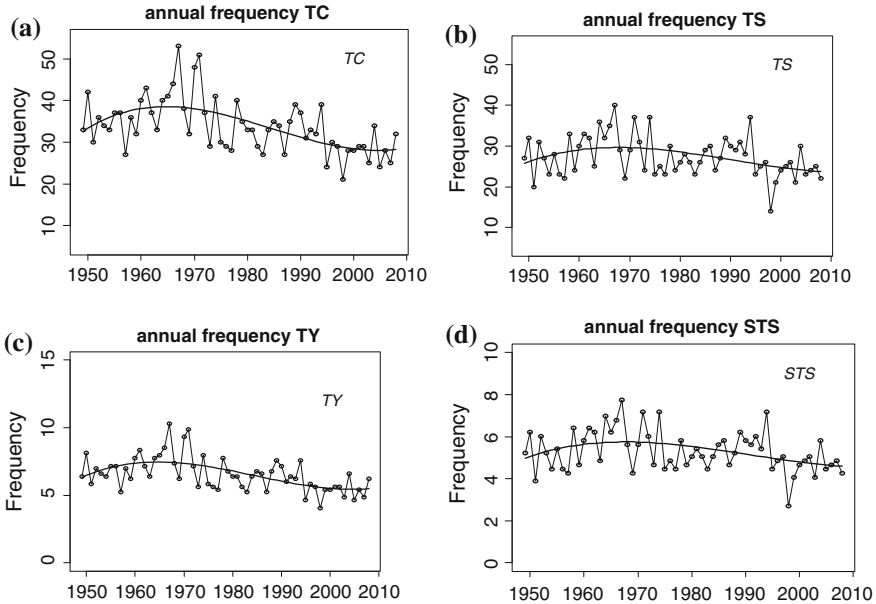 (a)
annual frequency TC
TC
Frequency
50
40
30
20
10
1950 1960 1970 1980 1990 2000 2010
(b)
annual frequency TS
TS
Frequency
50
40
30
20
10
1950 1960 1970 1980 1990 2000 2010
(c)
annual frequency TY
TY
Frequency
15
10
5
0
1950 1960 1970 1980 1990 2000 2010
(d)
annual frequency STS
STS
Frequency
10
8
6
4
2
0
1950 1960 1970 1980 1990 2000 2010